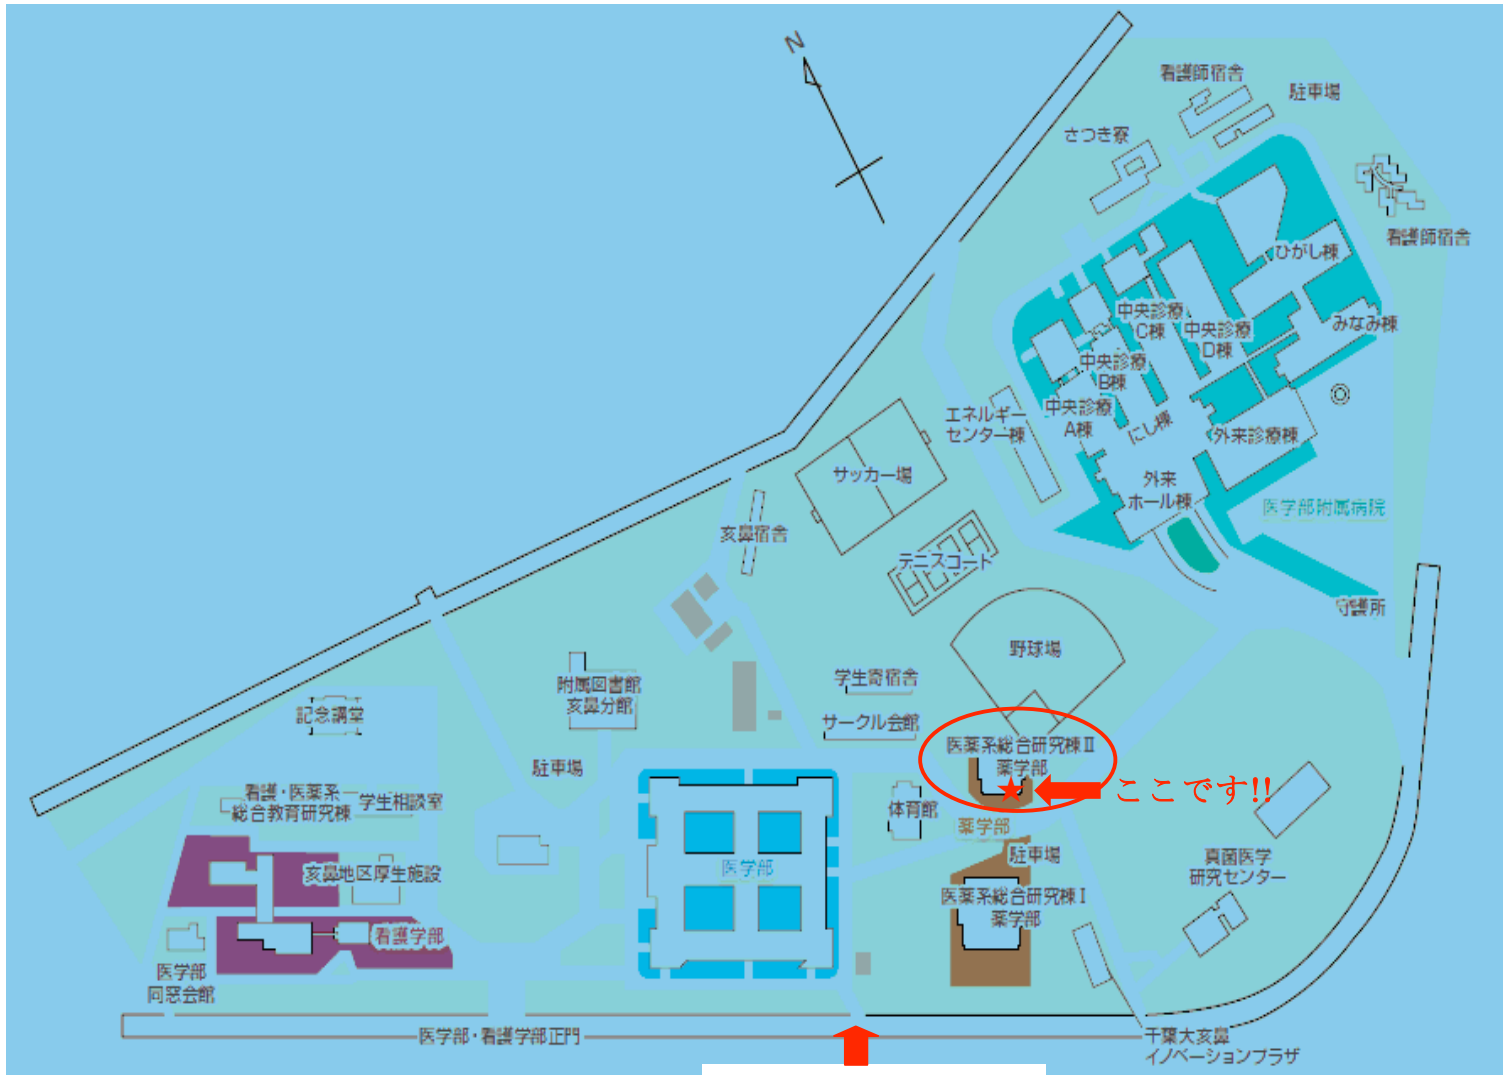 N
看護師宿舎
駐車場
さつき寮
看護師宿舎
ひがし棟
中央診療
C棟
中央診療
D棟
みなみ棟
中央診療
B棟
中央診療
A棟
にし棟
外来診療棟
エネルギー
センター棟
サッカー場
外来
ホール棟
医学部附属病院
亥鼻宿舎
テニスコート
守護所
野球場
学生寄宿舎
附属図書館
亥鼻分館
記念講堂
サークル会館
医薬系総合研究棟Ⅱ
薬学部
ここです!!
駐車場
看護・医薬系
総合教育研究棟
学生相談室
体育館
薬学部
駐車場
医学部
亥鼻地区厚生施設
真菌医学
研究センター
医薬系総合研究棟Ⅰ
薬学部
看護学部
医学部
同窓会館
医学部・看護学部正門
千葉大亥鼻
イノベーションプラザ